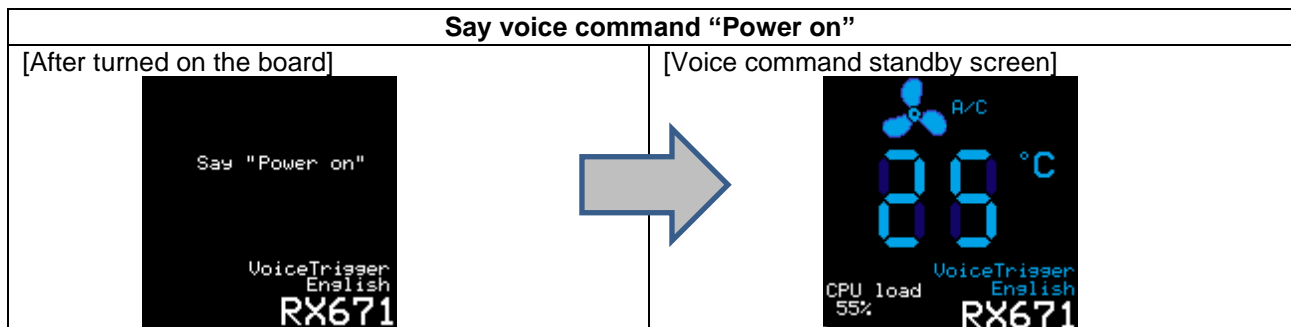 Say voice command “Power on”
[After turned on the board]
Say "Power on"
VoiceTrigger
English
RX671
[Voice command standby screen]
A/C
25 °C
VoiceTrigger
CPU load English
55% RX671